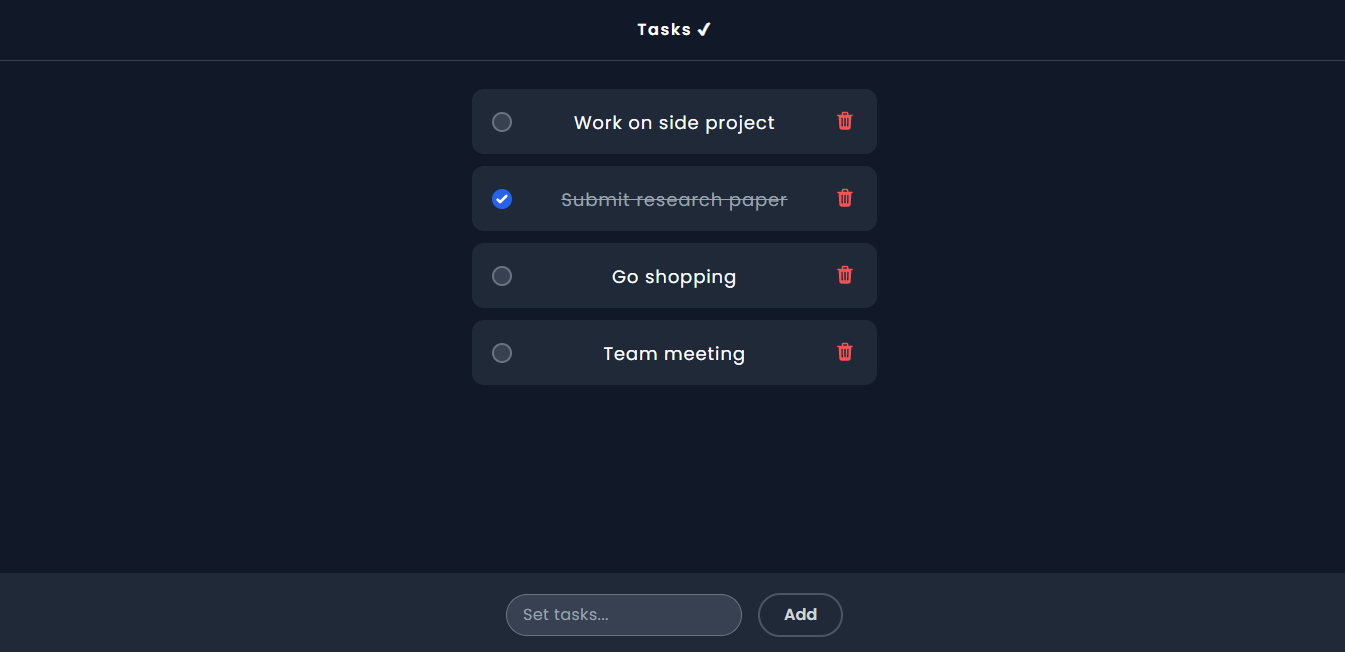 Tasks ✔
Work on side project
Submit research paper
Go shopping
Team meeting
Set tasks...
Add